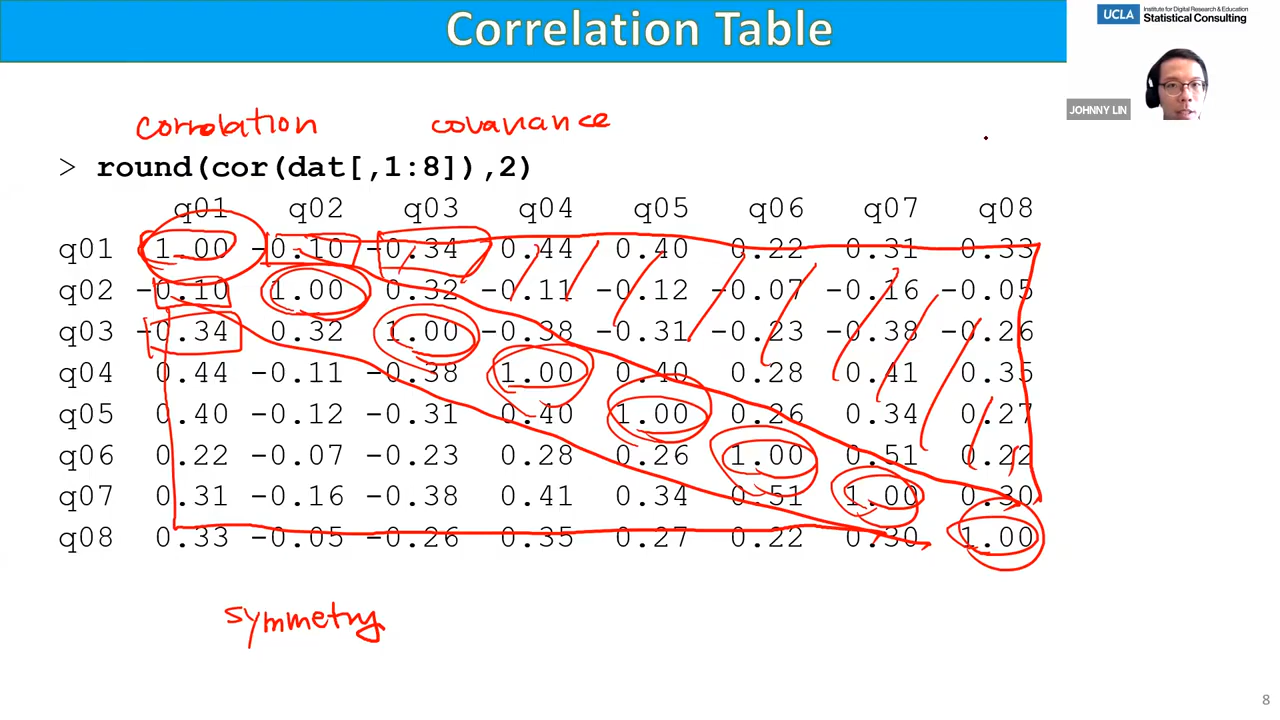 Correlation Table
UCLA Institute for Digital Research & Education
Statistical Consulting
JOHNNY LIN
correlation covariance
> round(cor(dat[,1:8]),2)
q01 q02 q03 q04 q05 q06 q07 q08
q01 1.00 -0.10 -0.34 0.44 0.40 0.22 0.31 0.33
q02 -0.10 1.00 0.32 -0.11 -0.12 -0.07 -0.16 -0.05
q03 -0.34 0.32 1.00 -0.38 -0.31 -0.23 -0.38 -0.26
q04 0.44 -0.11 -0.38 1.00 0.40 0.28 0.41 0.35
q05 0.40 -0.12 -0.31 0.40 1.00 0.26 0.34 0.27
q06 0.22 -0.07 -0.23 0.28 0.26 1.00 0.51 0.22
q07 0.31 -0.16 -0.38 0.41 0.34 0.51 1.00 0.30
q08 0.33 -0.05 -0.26 0.35 0.27 0.22 0.30 1.00
symmetry
8